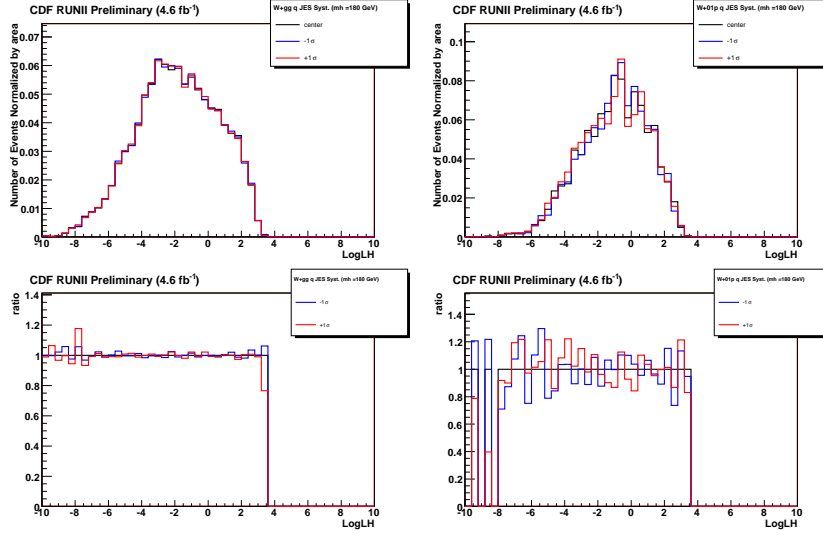 CDF RUNII Preliminary (4.6 fb-1)
W+gg q JES Syst. (mh =180 GeV)
center
-1 σ
+1 σ
Number of Events Normalized by area
0.07
0.06
0.05
0.04
0.03
0.02
0.01
0
-10 -8 -6 -4 -2 0 2 4 6 8 10
LogLH
CDF RUNII Preliminary (4.6 fb-1)
W+01p q JES Syst. (mh =180 GeV)
center
-1 σ
+1 σ
Number of Events Normalized by area
0.1
0.08
0.06
0.04
0.02
0
-10 -8 -6 -4 -2 0 2 4 6 8 10
LogLH
CDF RUNII Preliminary (4.6 fb-1)
W+gg q JES Syst. (mh =180 GeV)
-1 σ
+1 σ
ratio
1.4
1.2
1
0.8
0.6
0.4
0.2
0
-10 -8 -6 -4 -2 0 2 4 6 8 10
LogLH
CDF RUNII Preliminary (4.6 fb-1)
W+01p q JES Syst. (mh =180 GeV)
-1 σ
+1 σ
ratio
1.4
1.2
1
0.8
0.6
0.4
0.2
0
-10 -8 -6 -4 -2 0 2 4 6 8 10
LogLH